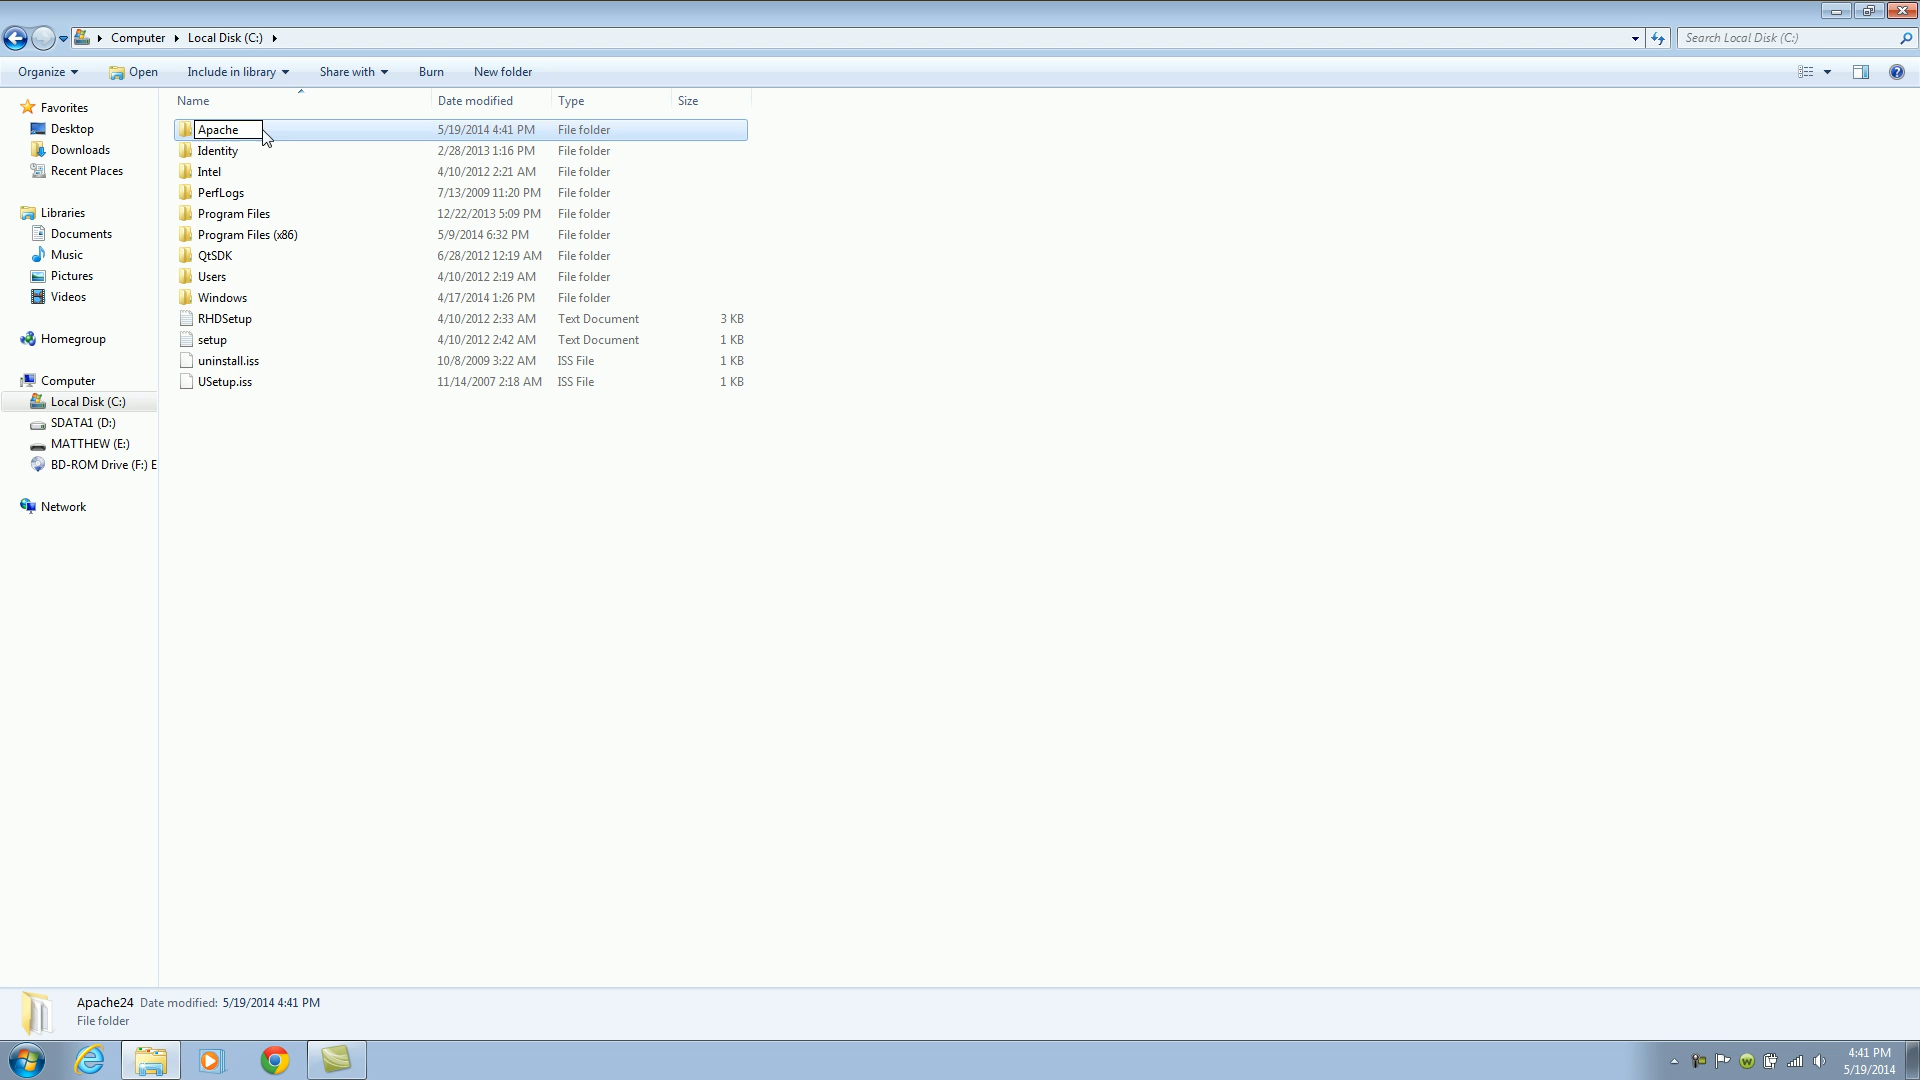 Computer Local Disk (C:)
Search Local Disk (C:)
Organize Open Include in library Share with Burn New folder
Name Date modified Type Size
Favorites
Desktop
Downloads
Recent Places
Libraries
Documents
Music
Pictures
Videos
Homegroup
Computer
Local Disk (C:)
SDATA1 (D:)
MATTHEW (E:)
BD-ROM Drive (F:) E
Network
Apache 5/19/2014 4:41 PM File folder
Identity 2/28/2013 1:16 PM File folder
Intel 4/10/2012 2:21 AM File folder
PerfLogs 7/13/2009 11:20 PM File folder
Program Files 12/22/2013 5:09 PM File folder
Program Files (x86) 5/9/2014 6:32 PM File folder
QtSDK 6/28/2012 12:19 AM File folder
Users 4/10/2012 2:19 AM File folder
Windows 4/17/2014 1:26 PM File folder
RHDSetup 4/10/2012 2:33 AM Text Document 3 KB
setup 4/10/2012 2:42 AM Text Document 1 KB
uninstall.iss 10/8/2009 3:22 AM ISS File 1 KB
USetup.iss 11/14/2007 2:18 AM ISS File 1 KB
Apache24 Date modified: 5/19/2014 4:41 PM
File folder
4:41 PM
5/19/2014